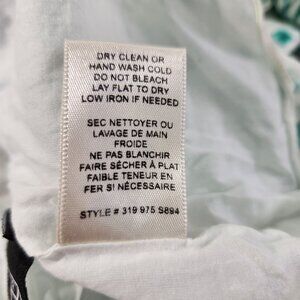 DRY CLEAN OR
HAND WASH COLD
DO NOT BLEACH
LAY FLAT TO DRY
LOW IRON IF NEEDED
SEC NETTOYER OU
LAVAGE DE MAIN
FROIDE
NE PAS BLANCHIR
FAIRE SÉCHER À PLAT
FAIBLE TENEUR EN
FER SI NÉCESSAIRE
STYLE # 319 975 S894